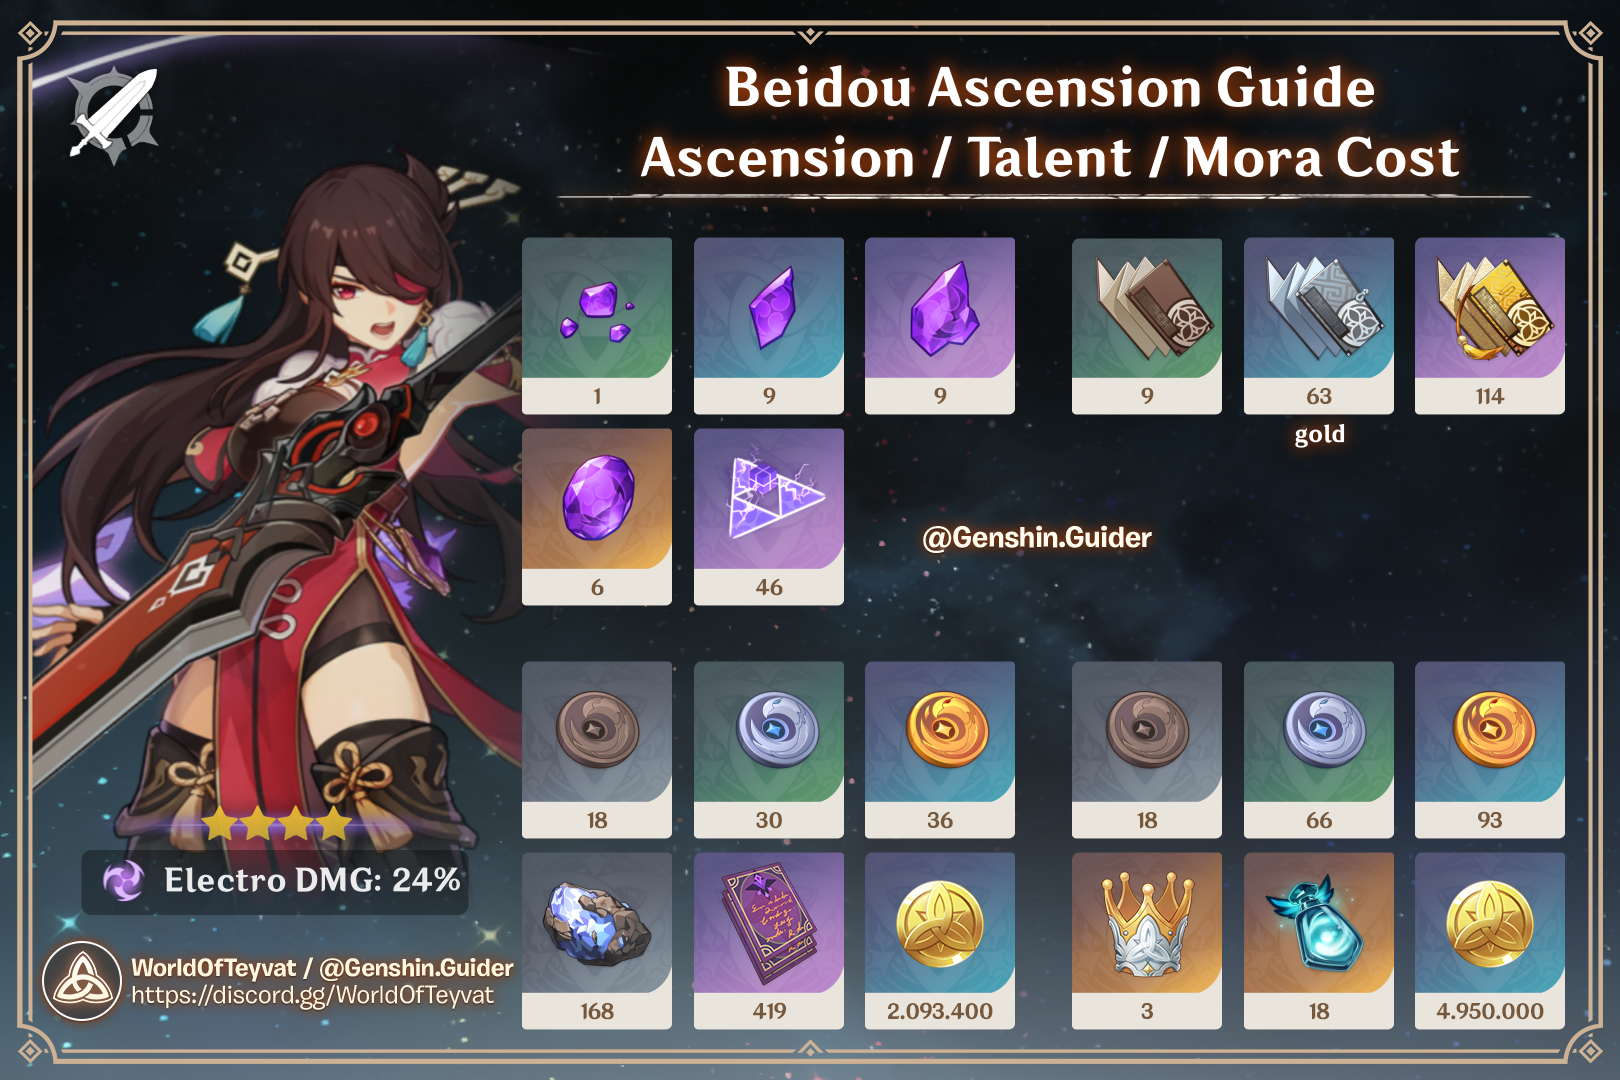 Beidou Ascension Guide
Ascension / Talent / Mora Cost
1
9
9
9
63
114
gold
6
46
@Genshin.Guider
18
30
36
18
66
93
168
419
2.093.400
3
18
4.950.000
Electro DMG: 24%
WorldOfTeyvat / @Genshin.Guider
https://discord.gg/WorldOfTeyvat